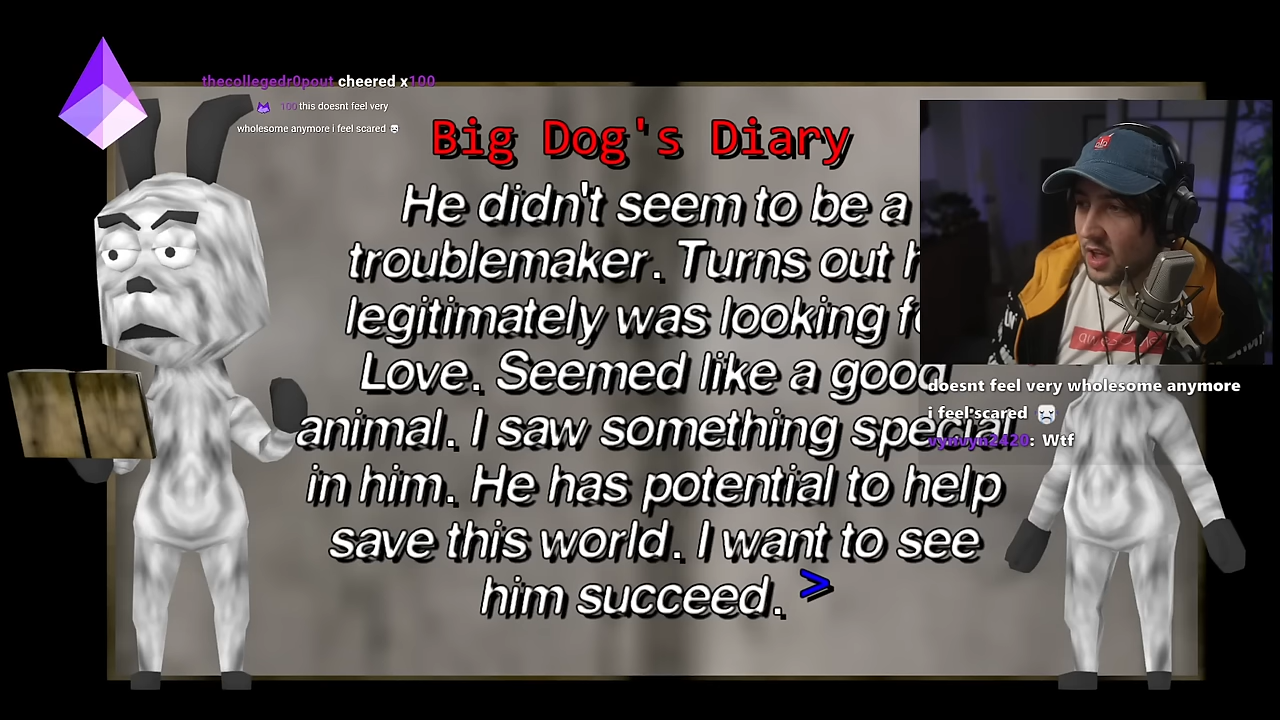 thecollegedr0pout cheered x100
100 this doesnt feel very
wholesome anymore i feel scared
Big Dog's Diary
He didn't seem to be a
troublemaker. Turns out
legitimately was looking
Love. Seemed like a good
animal. I saw something special
in him. He has potential to help
save this world. I want to see
him succeed. >
doesnt feel very wholesome anymore
i feel scared
vynvyn2420: Wtf